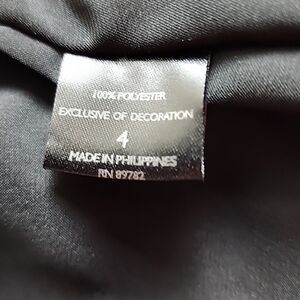 100% POLYESTER
EXCLUSIVE OF DECORATION
4
MADE IN PHILIPPINES
RN 89782